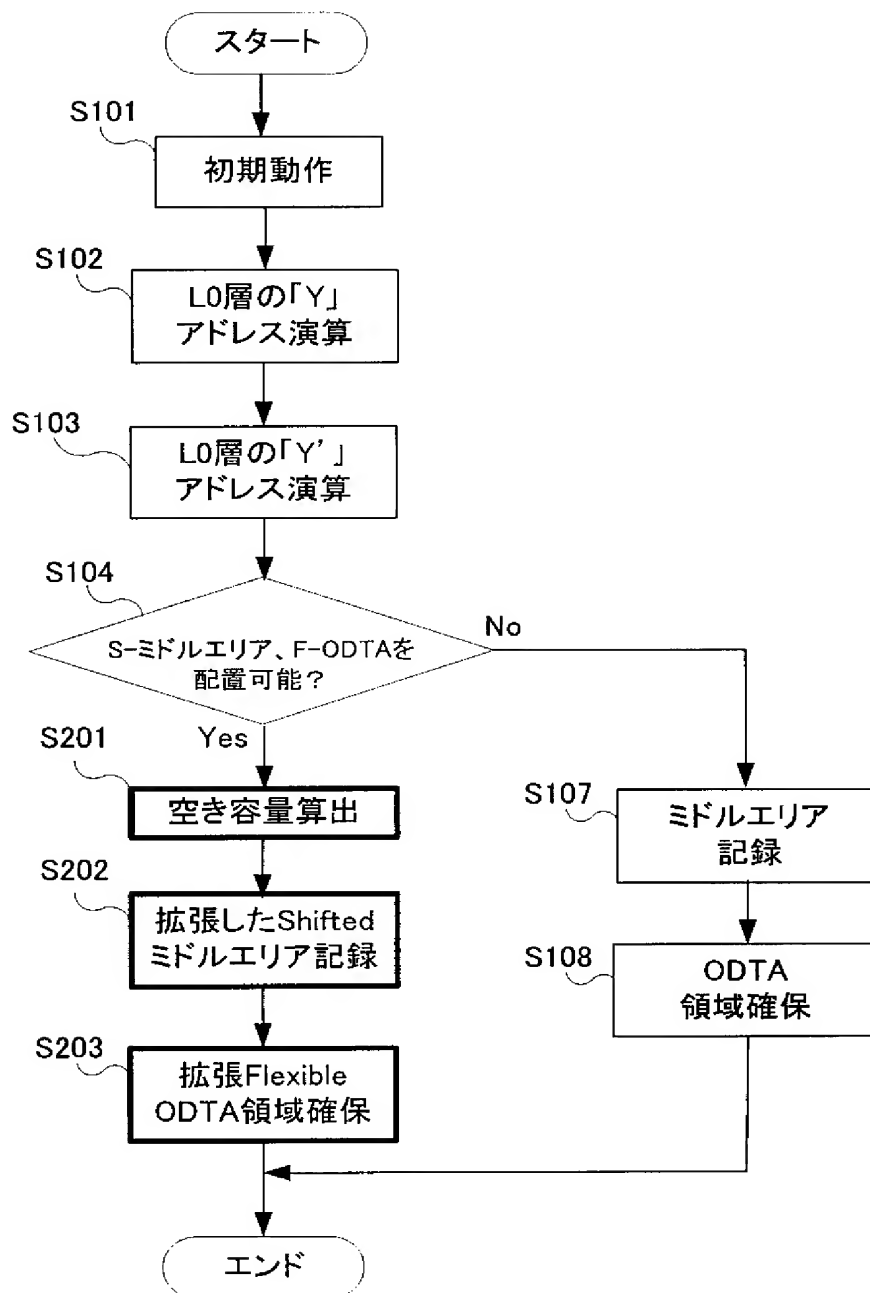 スタート
S101
初期動作
S102
L0層の「Y」
アドレス演算
S103
L0層の「Y’」
アドレス演算
S104
S-ミドルエリア、F-ODTAを
配置可能？
No
Yes
S201
空き容量算出
S202
拡張したShifted
ミドルエリア記録
S203
拡張Flexible
ODTA領域確保
S107
ミドルエリア
記録
S108
ODTA
領域確保
エンド